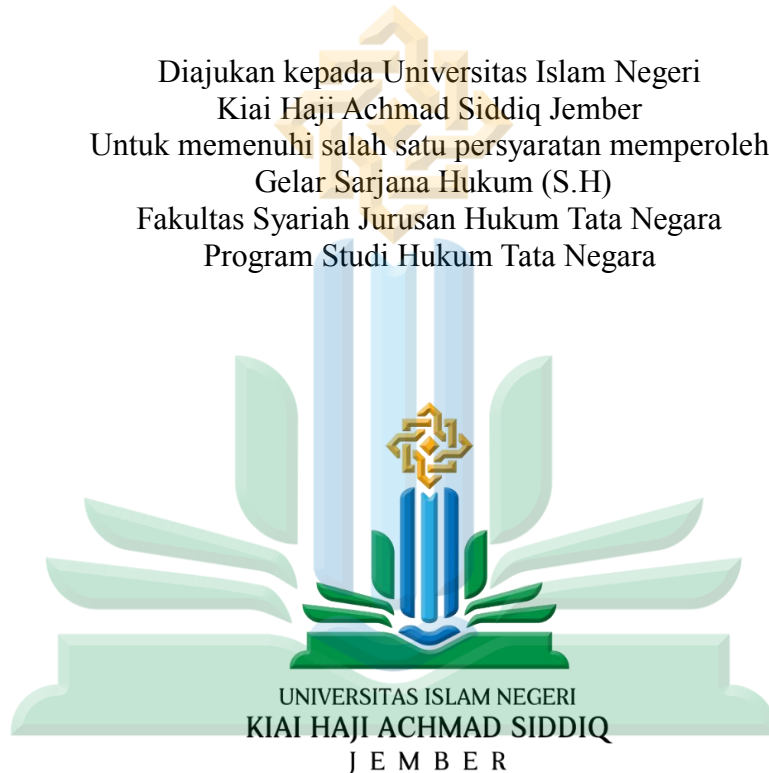 Diajukan kepada Universitas Islam Negeri
Kiai Haji Achmad Siddiq Jember
Untuk memenuhi salah satu persyaratan memperoleh
Gelar Sarjana Hukum (S.H)
Fakultas Syariah Jurusan Hukum Tata Negara
Program Studi Hukum Tata Negara
UNIVERSITAS ISLAM NEGERI
KIAI HAJI ACHMAD SIDDIQ
JEMBER